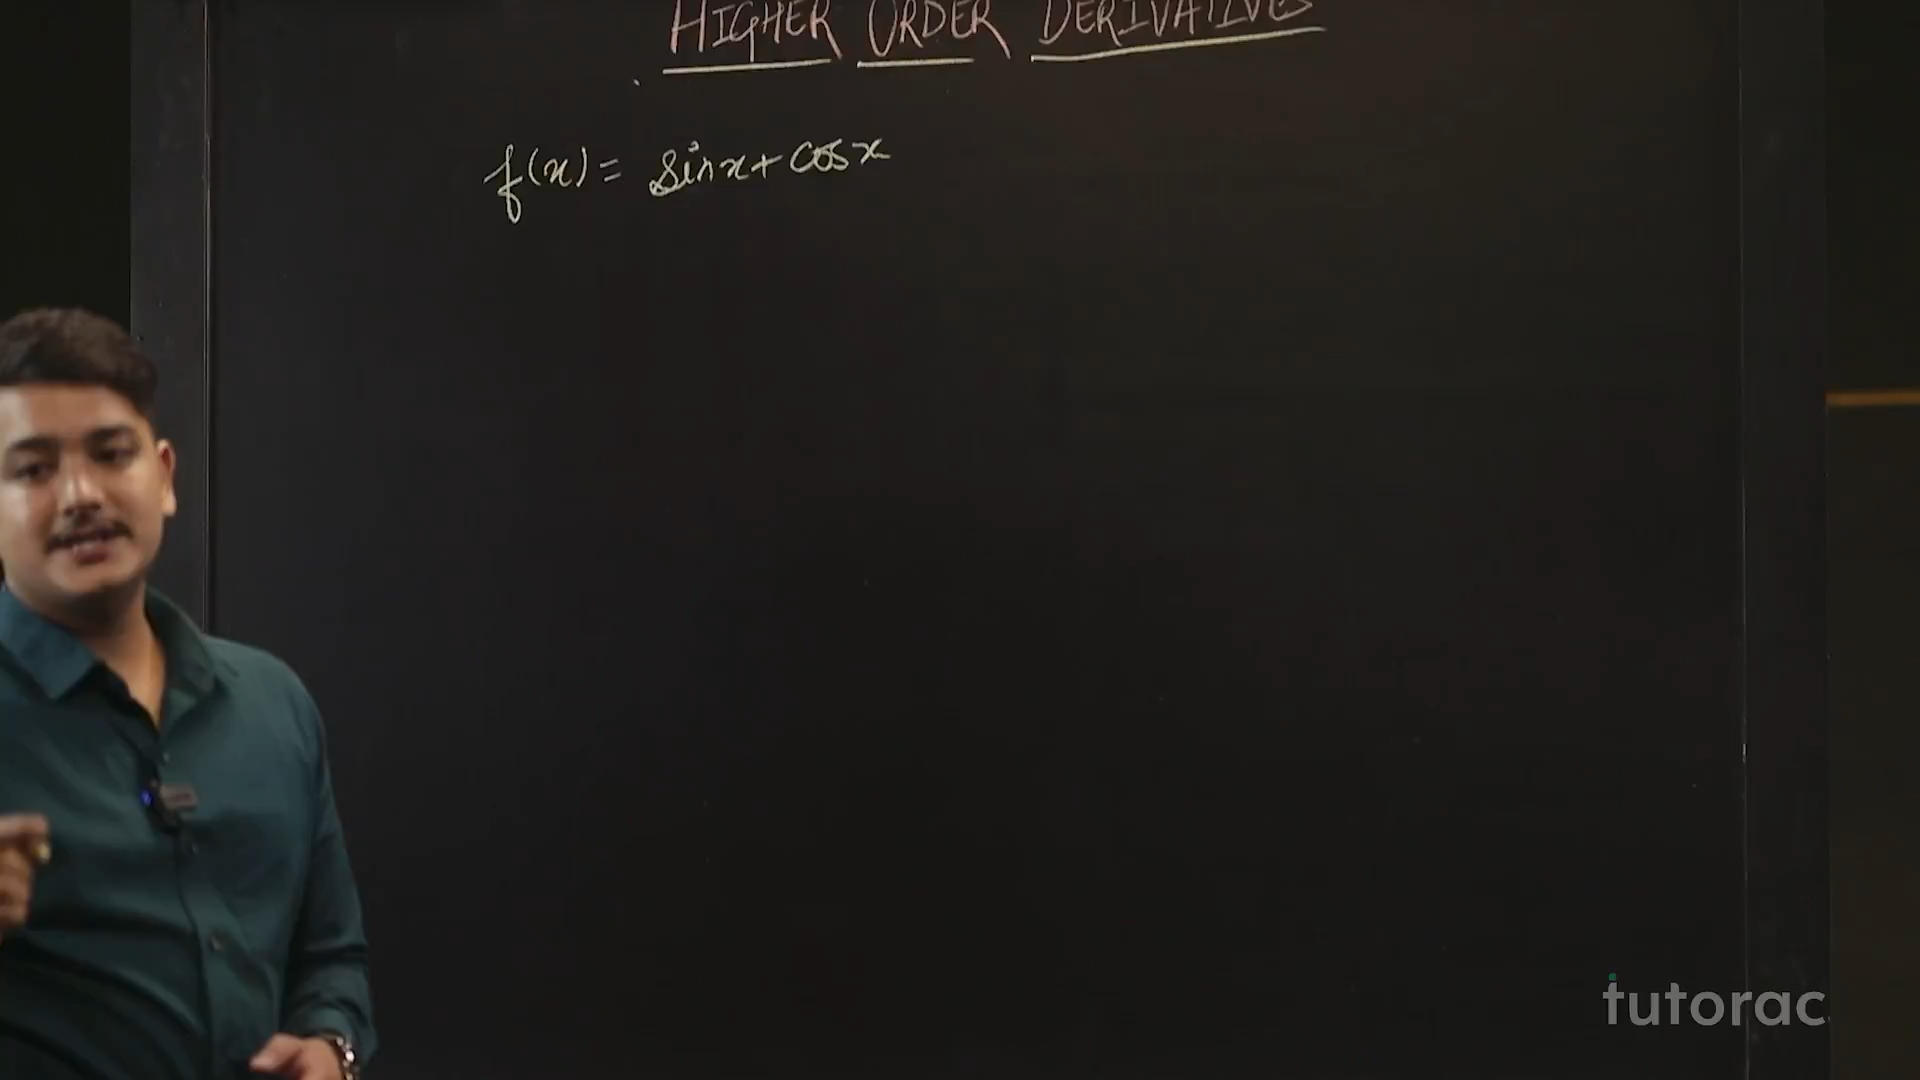 HIGHER ORDER DERIVATIVES
f(x) = sinx + cosx
tutorac